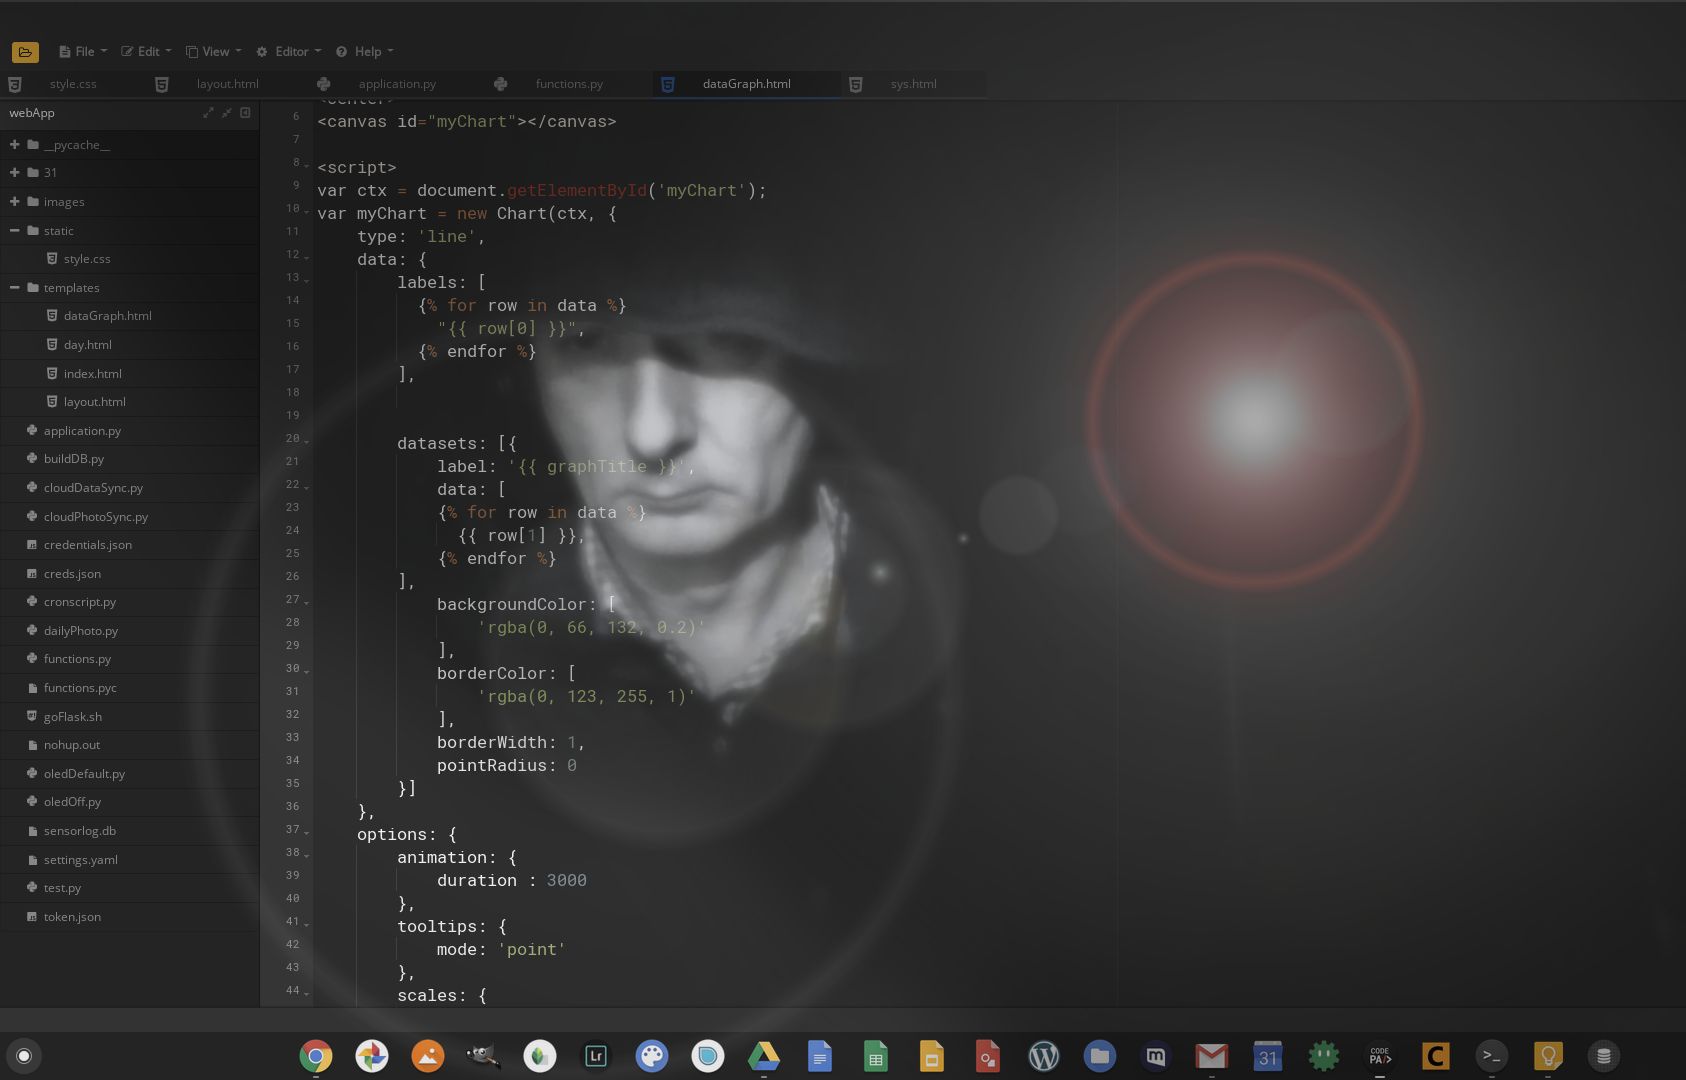 File Edit View Editor Help
style.css layout.html application.py functions.py dataGraph.html sys.html
webApp
__pycache__
31
images
static
style.css
templates
dataGraph.html
day.html
index.html
layout.html
application.py
buildDB.py
cloudDataSync.py
cloudPhotoSync.py
credentials.json
creds.json
cronscript.py
dailyPhoto.py
functions.py
functions.pyc
goFlask.sh
nohup.out
oledDefault.py
oledOff.py
sensorlog.db
settings.yaml
test.py
token.json
<center>
6 <canvas id="myChart"></canvas>
7
8 <script>
9 var ctx = document.getElementById('myChart');
10 var myChart = new Chart(ctx, {
11 type: 'line',
12 data: {
13 labels: [
14 {% for row in data %}
15 "{{ row[0] }}",
16 {% endfor %}
17 ],
18
19
20 datasets: [{
21 label: '{{ graphTitle }}',
22 data: [
23 {% for row in data %}
24 {{ row[1] }},
25 {% endfor %}
26 ],
27 backgroundColor: [
28 'rgba(0, 66, 132, 0.2)'
29 ],
30 borderColor: [
31 'rgba(0, 123, 255, 1)'
32 ],
33 borderWidth: 1,
34 pointRadius: 0
35 }]
36 },
37 options: {
38 animation: {
39 duration : 3000
40 },
41 tooltips: {
42 mode: 'point'
43 },
44 scales: {
Lr 31 CODE PA/> C >_